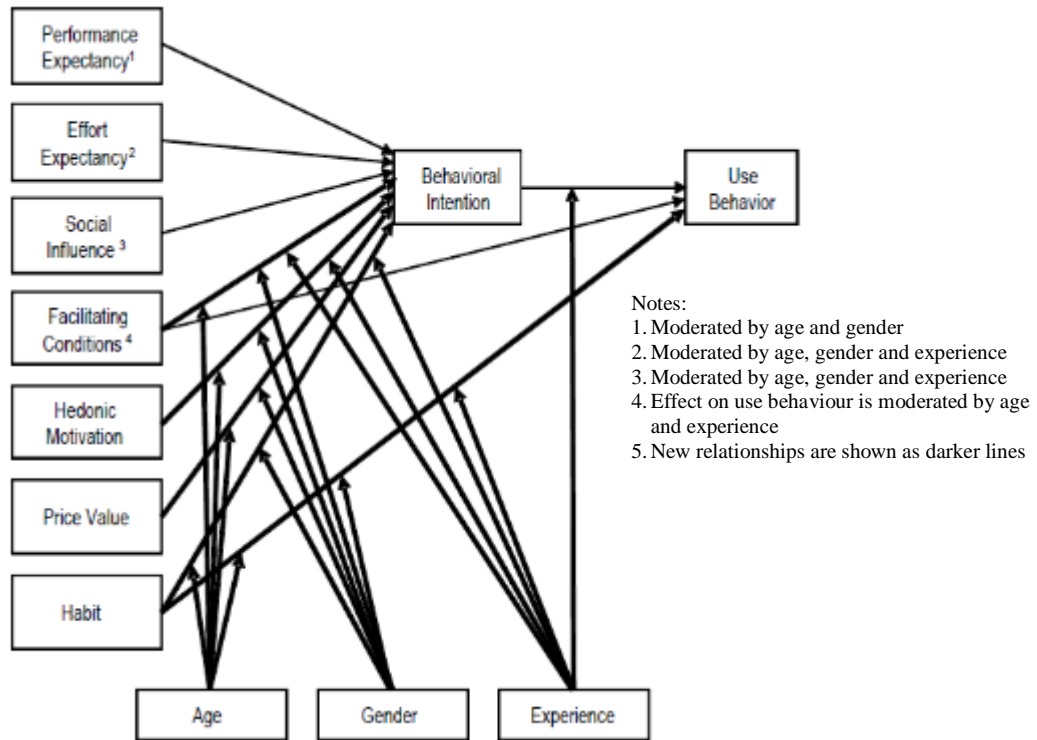 Performance
Expectancy¹
Effort
Expectancy²
Social
Influence ³
Facilitating
Conditions ⁴
Hedonic
Motivation
Price Value
Habit
Behavioral
Intention
Use
Behavior
Notes:
1. Moderated by age and gender
2. Moderated by age, gender and experience
3. Moderated by age, gender and experience
4. Effect on use behaviour is moderated by age
and experience
5. New relationships are shown as darker lines
Age
Gender
Experience